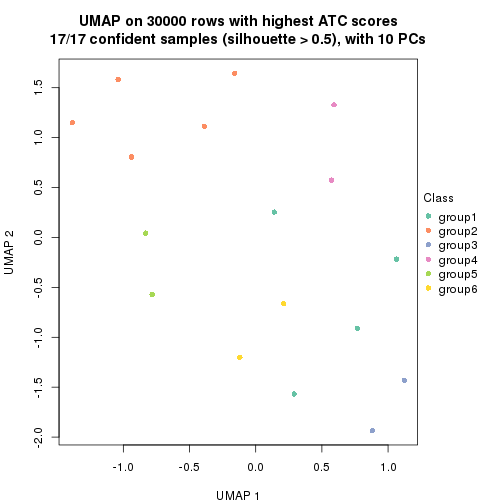 UMAP on 30000 rows with highest ATC scores
17/17 confident samples (silhouette > 0.5), with 10 PCs
1.5
1.0
0.5
0.0
-0.5
-1.0
-1.5
-2.0
UMAP 2
-1.0
-0.5
0.0
0.5
1.0
UMAP 1
Class
group1
group2
group3
group4
group5
group6